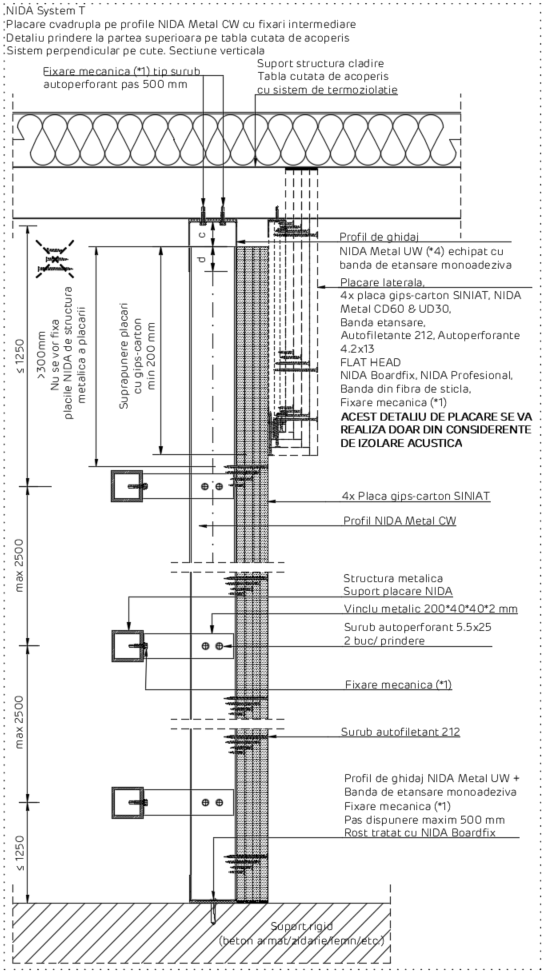 NIDA System T
Placare cvadrupla pe profile NIDA Metal CW cu fixari intermediare
Detaliu prindere la partea superioara pe tabla cutata de acoperis
Sistem perpendicular pe cute. Sectiune verticala
Fixare mecanica (*1) tip surub
autoperforant pas 500 mm
Suport structura cladire
Tabla cutata de acoperis
cu sistem de termoziolatie
c
d
Profil de ghidaj
NIDA Metal UW (*4) echipat cu
banda de etansare monoadeziva
Placare laterala,
4x placa gips-carton SINIAT, NIDA
Metal CD60 & UD30,
Banda etansare,
Autofiletante 212, Autoperforante
4.2x13
FLAT HEAD
NIDA Boardfix, NIDA Profesional,
Banda din fibra de sticla,
Fixare mecanica (*1)
ACEST DETALIU DE PLACARE SE VA
REALIZA DOAR DIN CONSIDERENTE
DE IZOLARE ACUSTICA
≤ 1250
>300mm
Nu se vor fixa
placile NIDA de structura
metalica a placarii
Suprapunere placari
cu gips-carton
min 200 mm
4x Placa gips-carton SINIAT
Profil NIDA Metal CW
max 2500
Structura metalica
Suport placare NIDA
Vinclu metalic 200*40*40*2 mm
Surub autoperforant 5.5x25
2 buc/ prindere
Fixare mecanica (*1)
max 2500
Surub autofiletant 212
Profil de ghidaj NIDA Metal UW +
Banda de etansare monoadeziva
Fixare mecanica (*1)
Pas dispunere maxim 500 mm
Rost tratat cu NIDA Boardfix
≤ 1250
Suport rigid
(beton armat/zidarie/lemn/etc.)